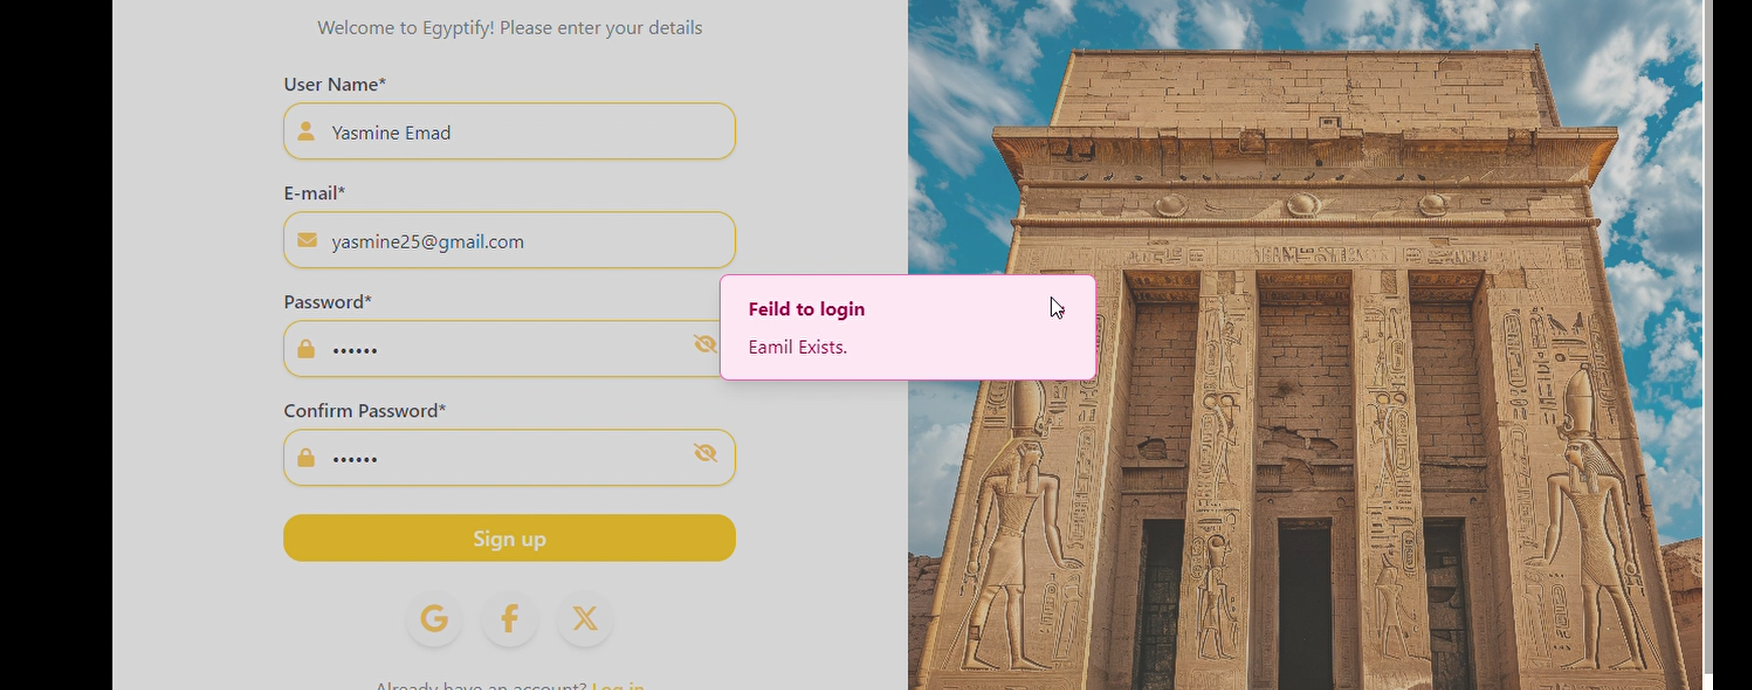 Welcome to Egyptify! Please enter your details
User Name*
Yasmine Emad
E-mail*
yasmine25@gmail.com
Password*
••••••
Confirm Password*
••••••
Feild to login
Eamil Exists.
Sign up
Already have an account? Log in